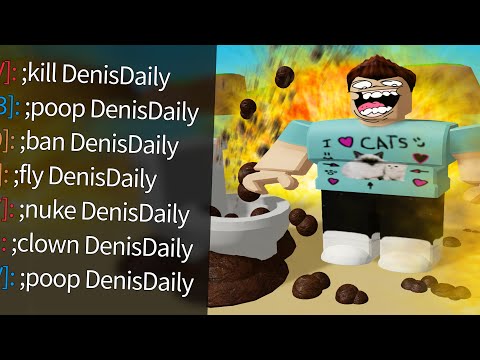 ]: ;kill DenisDaily
]: ;poop DenisDaily
]: ;ban DenisDaily
]: ;fly DenisDaily
]: ;nuke DenisDaily
: ;clown DenisDaily
]: ;poop DenisDaily
I ♥ CATS